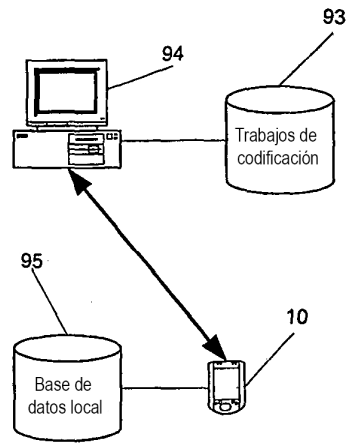 93
94
Trabajos de
codificación
95
10
Base de
datos local